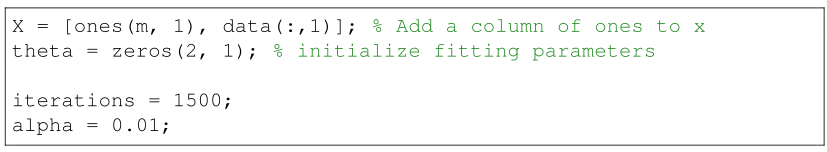 X = [ones(m, 1), data(:,1)]; % Add a column of ones to x
theta = zeros(2, 1); % initialize fitting parameters
iterations = 1500;
alpha = 0.01;